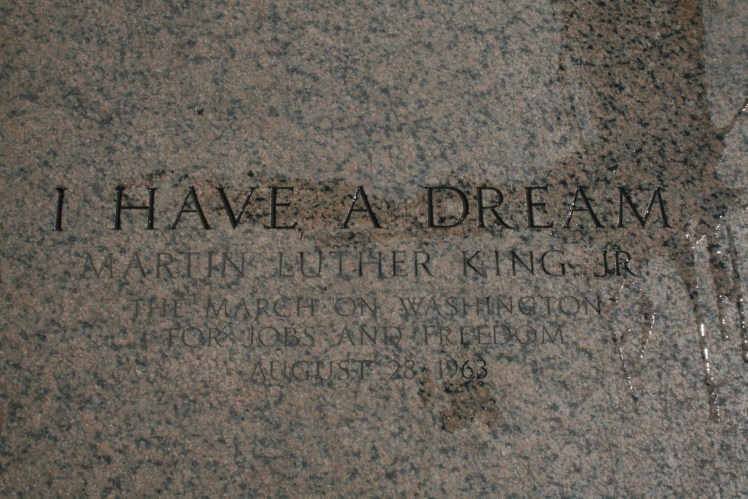 I HAVE A DREAM
MARTIN LUTHER KING JR
THE MARCH ON WASHINGTON
FOR JOBS AND FREEDOM
AUGUST 28 1963